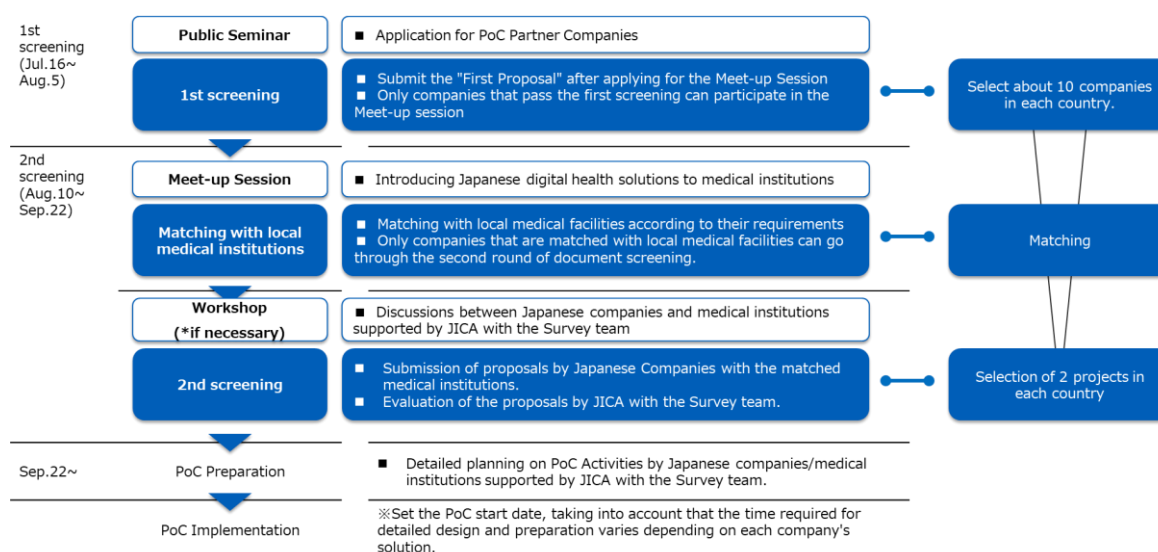 1st
screening
(Jul.16~
Aug.5)
Public Seminar
■ Application for PoC Partner Companies
1st screening
■ Submit the "First Proposal" after applying for the Meet-up Session
■ Only companies that pass the first screening can participate in the
Meet-up session
Select about 10 companies
in each country.
2nd
screening
(Aug.10~
Sep.22)
Meet-up Session
■ Introducing Japanese digital health solutions to medical institutions
Matching with local
medical institutions
■ Matching with local medical facilities according to their requirements
■ Only companies that are matched with local medical facilities can go
through the second round of document screening.
Matching
Workshop
(*if necessary)
■ Discussions between Japanese companies and medical institutions
supported by JICA with the Survey team
2nd screening
■ Submission of proposals by Japanese Companies with the matched
medical institutions.
■ Evaluation of the proposals by JICA with the Survey team.
Selection of 2 projects in
each country
Sep.22~
PoC Preparation
■ Detailed planning on PoC Activities by Japanese companies/medical
institutions supported by JICA with the Survey team.
PoC Implementation
※Set the PoC start date, taking into account that the time required for
detailed design and preparation varies depending on each company's
solution.